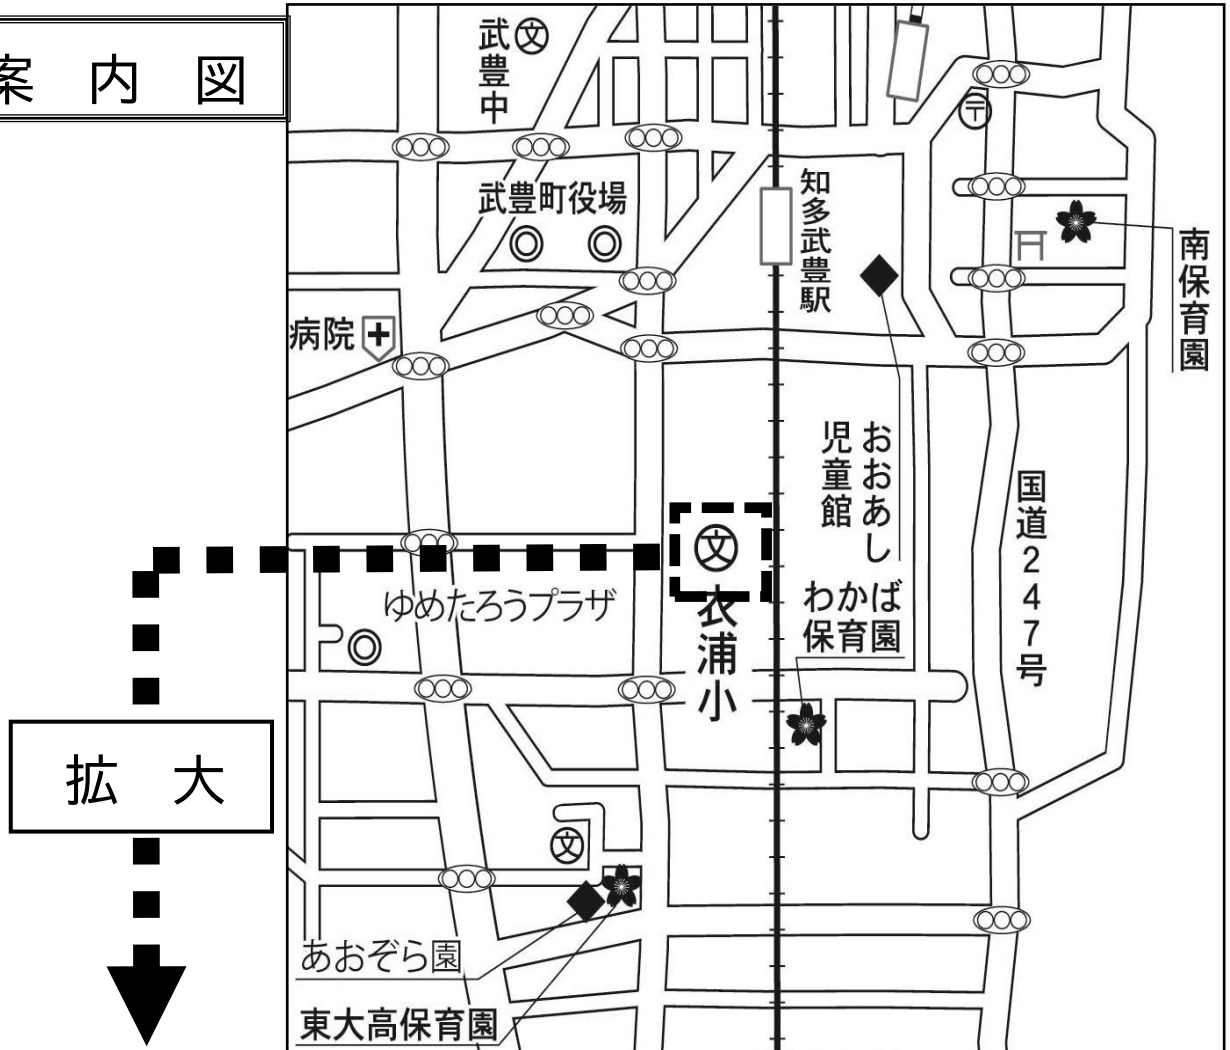 案 内 図
武豊中
文
〒
武豊町役場
知多武豊駅
南保育園
病院
おおあし
児童館
国道247号
文
衣浦小
わかば
保育園
ゆめたろうプラザ
拡 大
文
あおぞら園
東大高保育園